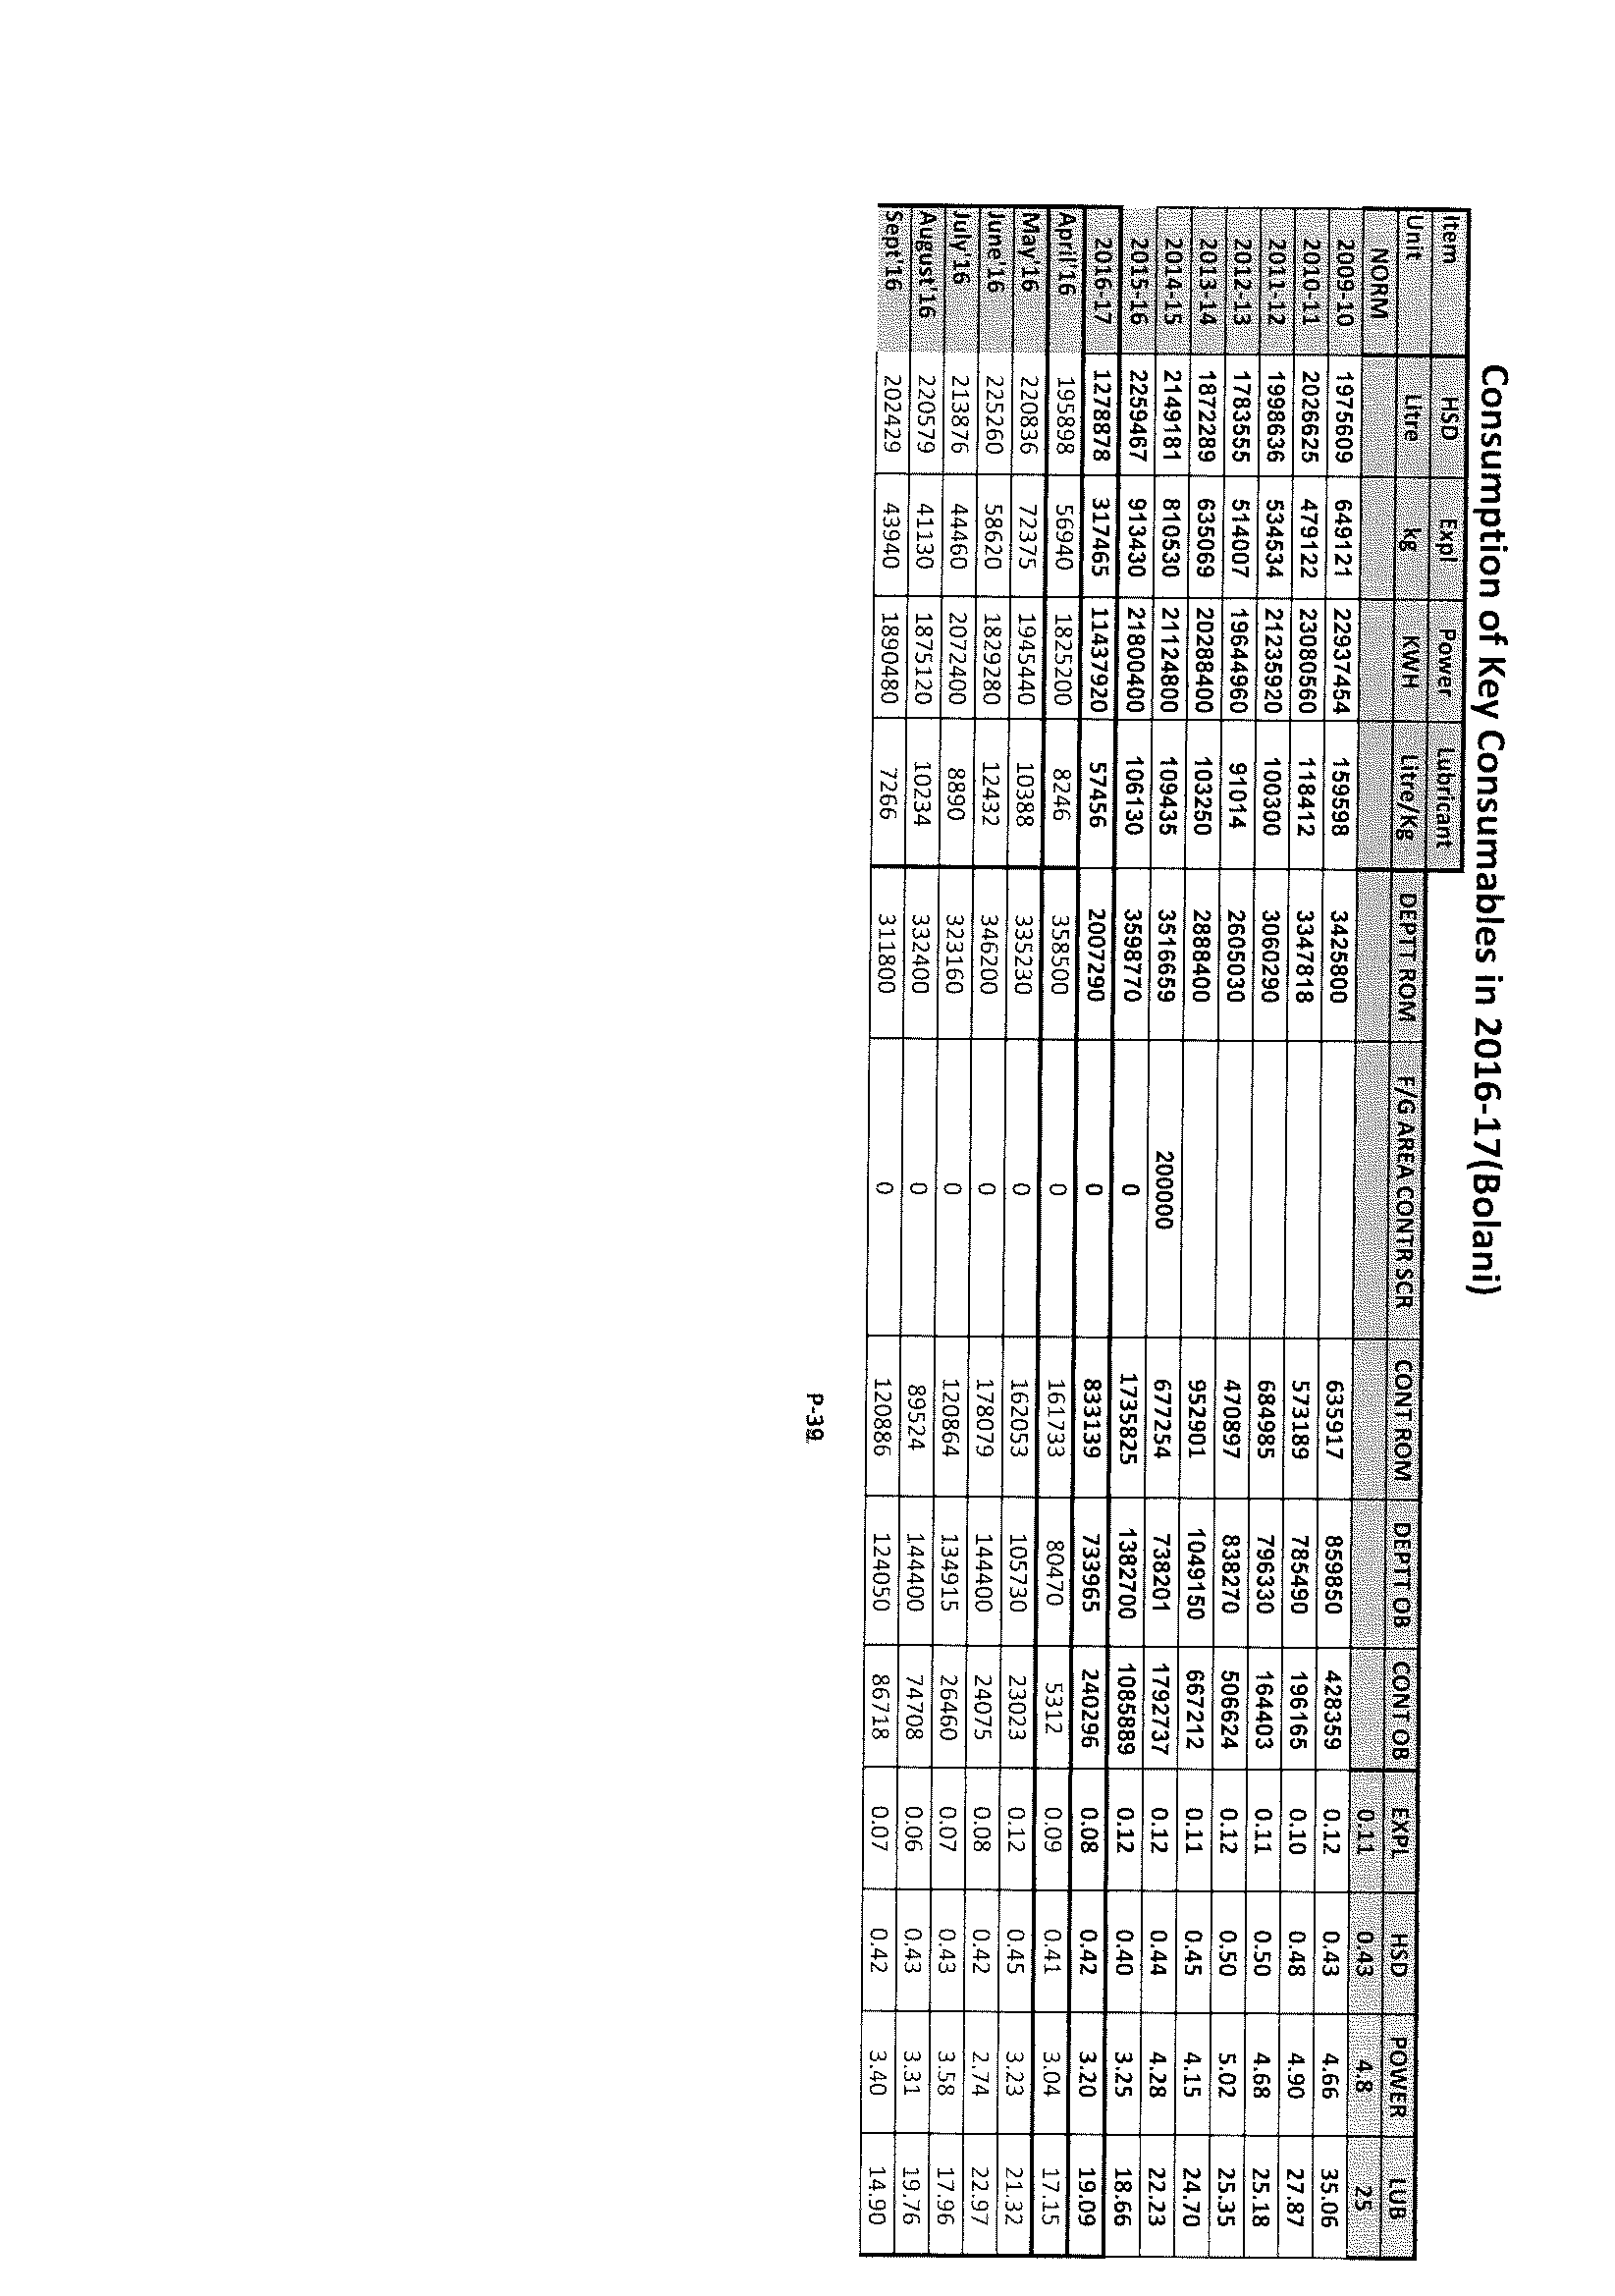 Consumption of Key Consumables in 2016-17(Bolani)
Item HSD Expl Power Lubricant
Unit Litre kg KWH Litre/Kg DEPTT ROM F/G AREA CONTR SCR CONT ROM DEPTT OB CONT OB EXPL HSD POWER LUB
NORM 0.11 0.43 4.8 25
2009-10 1975609 649121 22937454 159598 3425800 635917 859850 428359 0.12 0.43 4.66 35.06
2010-11 2026625 479122 23080560 118412 3347818 573189 785490 196165 0.10 0.48 4.90 27.87
2011-12 1998636 534534 21235920 100300 3060290 684985 796330 164403 0.11 0.50 4.68 25.18
2012-13 1783555 514007 19644960 91014 2605030 470897 838270 506624 0.12 0.50 5.02 25.35
2013-14 1872289 635069 20288400 103250 2888400 952901 1049150 667212 0.11 0.45 4.15 24.70
2014-15 2149181 810530 21124800 109435 3516659 200000 677254 738201 1792737 0.12 0.44 4.28 22.23
2015-16 2259467 913430 21800400 106130 3598770 0 1735825 1382700 1085889 0.12 0.40 3.25 18.66
2016-17 1278878 317465 11437920 57456 2007290 0 833139 733965 240296 0.08 0.42 3.20 19.09
April'16 195898 56940 1825200 8246 358500 0 161733 80470 5312 0.09 0.41 3.04 17.15
May'16 220836 72375 1945440 10388 335230 0 162053 105730 23023 0.12 0.45 3.23 21.32
June'16 225260 58620 1829280 12432 346200 0 178079 144400 24075 0.08 0.42 2.74 22.97
July'16 213876 44460 2072400 8890 323160 0 120864 134915 26460 0.07 0.43 3.58 17.96
August'16 220579 41130 1875120 10234 332400 0 89524 144400 74708 0.06 0.43 3.31 19.76
Sept'16 202429 43940 1890480 7266 311800 0 120886 124050 86718 0.07 0.42 3.40 14.90
P-39